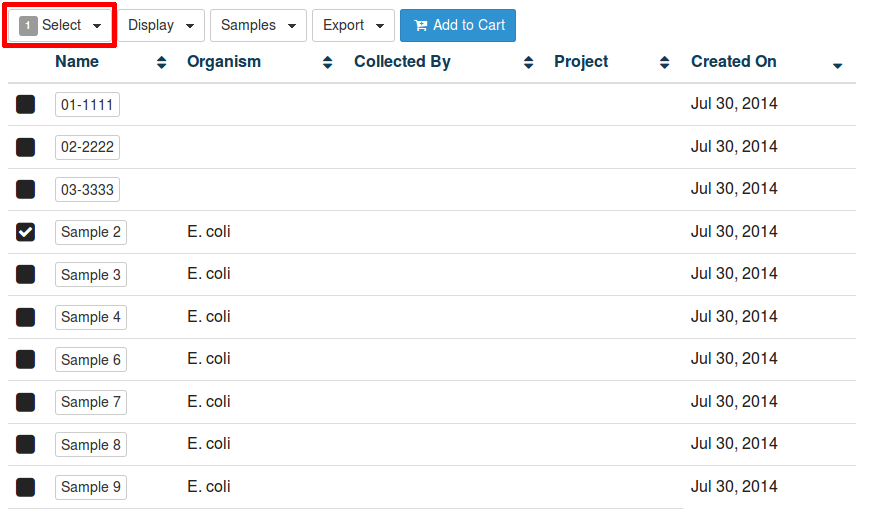 1 Select Display Samples Export Add to Cart
Name Organism Collected By Project Created On
01-1111 Jul 30, 2014
02-2222 Jul 30, 2014
03-3333 Jul 30, 2014
Sample 2 E. coli Jul 30, 2014
Sample 3 E. coli Jul 30, 2014
Sample 4 E. coli Jul 30, 2014
Sample 6 E. coli Jul 30, 2014
Sample 7 E. coli Jul 30, 2014
Sample 8 E. coli Jul 30, 2014
Sample 9 E. coli Jul 30, 2014